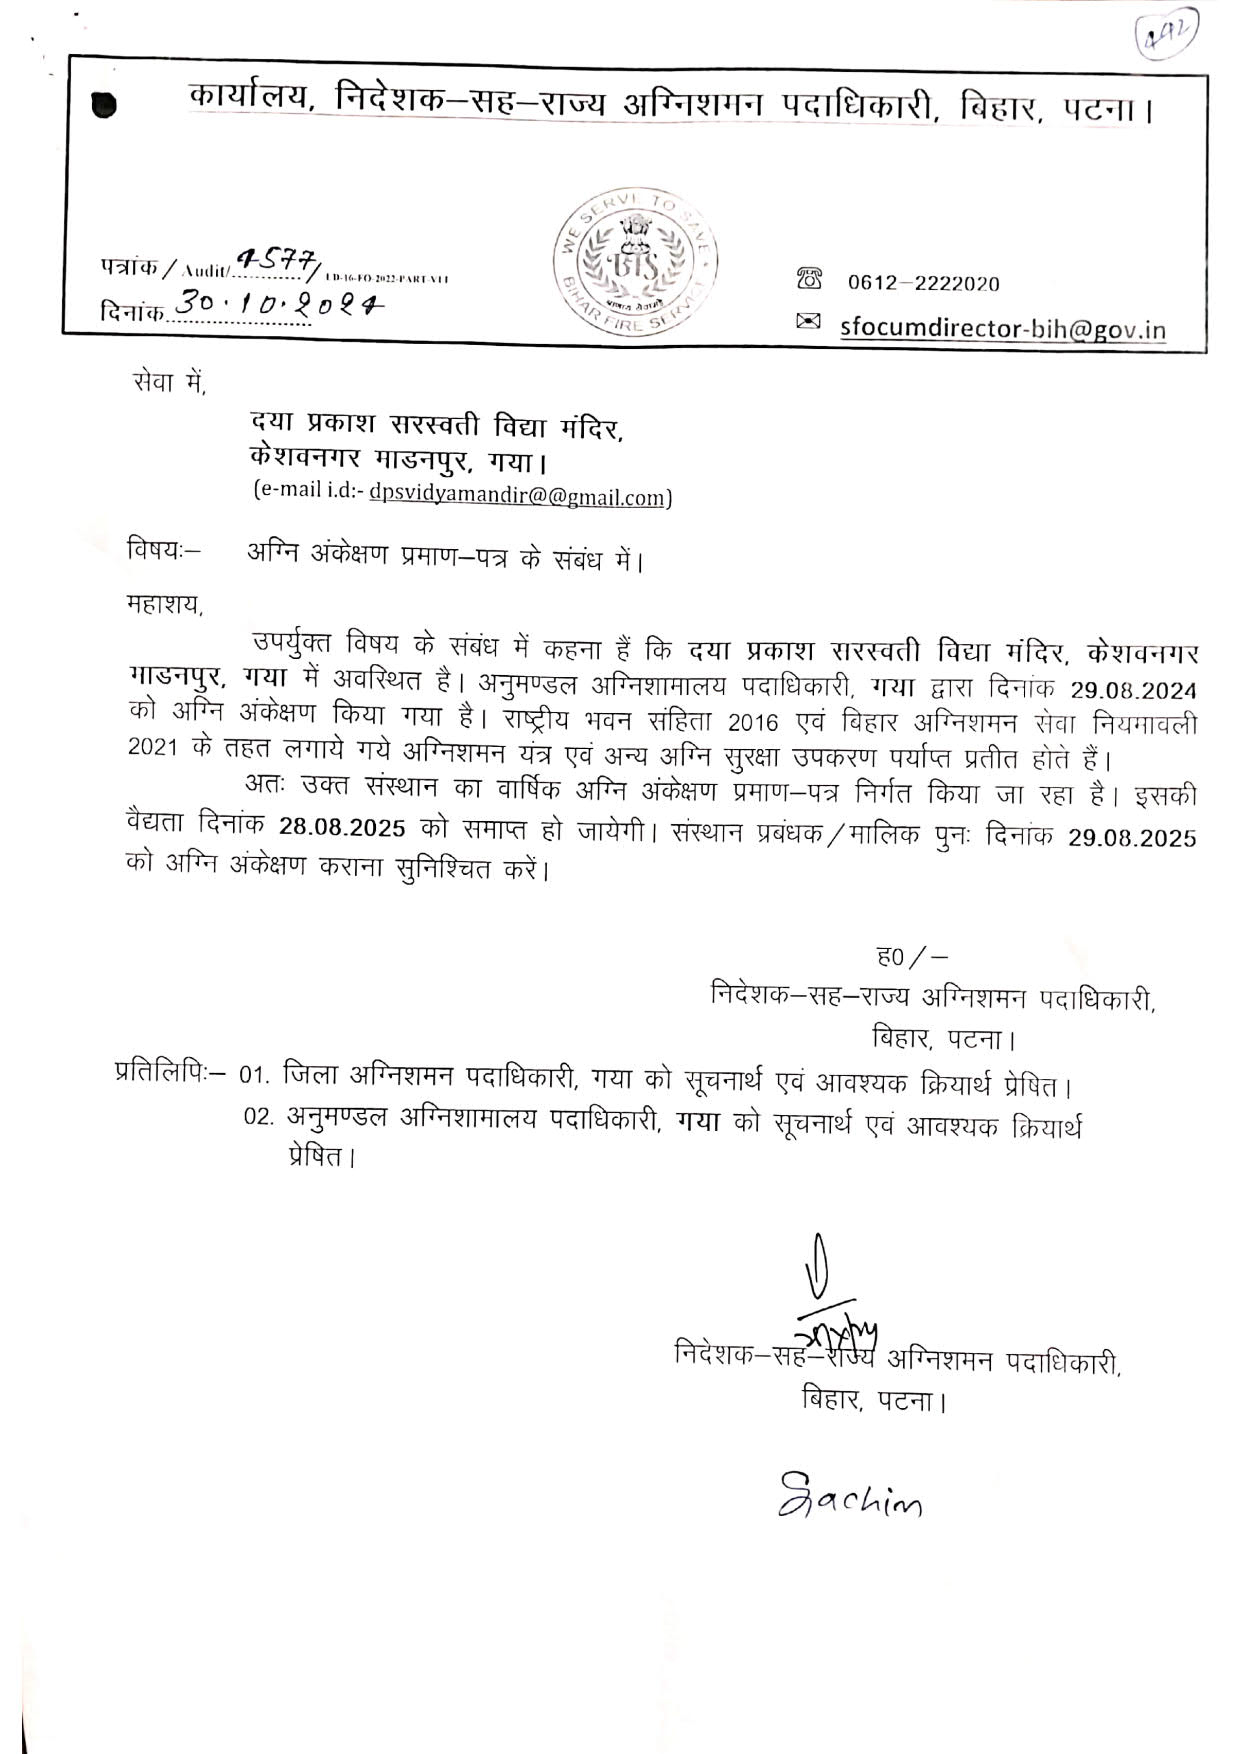 442
कार्यालय, निदेशक–सह–राज्य अग्निशमन पदाधिकारी, बिहार, पटना।
WE SERVE TO SAVE
BIHAR FIRE SERVICE
पत्रांक / Audit/ 4577 / LD-16-FO-2022-PART-VII
दिनांक 30.10.2024
☏ 0612–2222020
✉ sfocumdirector-bih@gov.in
सेवा में,
दया प्रकाश सरस्वती विद्या मंदिर,
केशवनगर माडनपुर, गया।
(e-mail i.d:- dpsvidyamandir@@gmail.com)
विषयः– अग्नि अंकेक्षण प्रमाण–पत्र के संबंध में।
महाशय,
उपर्युक्त विषय के संबंध में कहना हैं कि दया प्रकाश सरस्वती विद्या मंदिर, केशवनगर
माडनपुर, गया में अवस्थित है। अनुमण्डल अग्निशामालय पदाधिकारी, गया द्वारा दिनांक 29.08.2024
को अग्नि अंकेक्षण किया गया है। राष्ट्रीय भवन संहिता 2016 एवं बिहार अग्निशमन सेवा नियमावली
2021 के तहत लगाये गये अग्निशमन यंत्र एवं अन्य अग्नि सुरक्षा उपकरण पर्याप्त प्रतीत होते हैं।
अतः उक्त संस्थान का वार्षिक अग्नि अंकेक्षण प्रमाण–पत्र निर्गत किया जा रहा है। इसकी
वैद्यता दिनांक 28.08.2025 को समाप्त हो जायेगी। संस्थान प्रबंधक/मालिक पुनः दिनांक 29.08.2025
को अग्नि अंकेक्षण कराना सुनिश्चित करें।
ह0/–
निदेशक–सह–राज्य अग्निशमन पदाधिकारी,
बिहार, पटना।
प्रतिलिपिः– 01. जिला अग्निशमन पदाधिकारी, गया को सूचनार्थ एवं आवश्यक क्रियार्थ प्रेषित।
02. अनुमण्डल अग्निशामालय पदाधिकारी, गया को सूचनार्थ एवं आवश्यक क्रियार्थ
प्रेषित।
निदेशक–सह–राज्य अग्निशमन पदाधिकारी,
बिहार, पटना।
Sachim